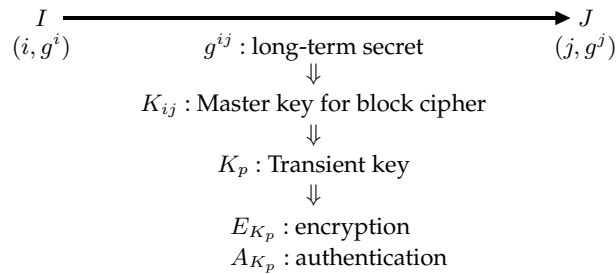 I J
(i, g^i) (j, g^j)
g^{ij} : long-term secret
⇓
K_{ij} : Master key for block cipher
⇓
K_p : Transient key
⇓
E_{K_p} : encryption
A_{K_p} : authentication